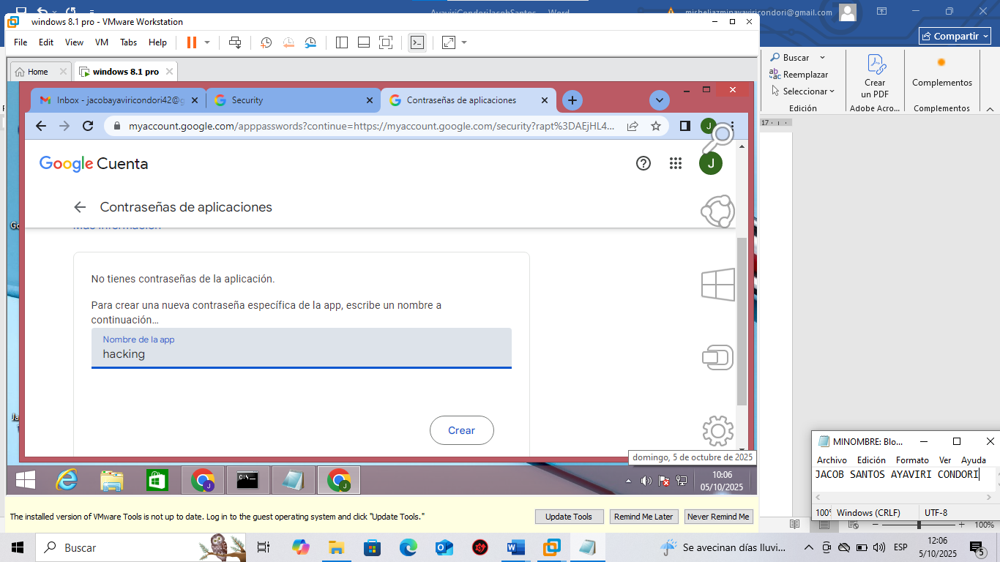 AyaviriCondoriJacobSantos - Word
misheljazminayaviricondori@gmail.com
windows 8.1 pro - VMware Workstation
File Edit View VM Tabs Help
Compartir
Home
windows 8.1 pro
Buscar
Reemplazar
Seleccionar
Edición
Crear
un PDF
Adobe Acro...
Complementos
Complementos
Inbox - jacobayaviricondori42@g
Security
Contraseñas de aplicaciones
myaccount.google.com/apppasswords?continue=https://myaccount.google.com/security?rapt%3DAEjHL4...
J
17
Google Cuenta
J
Contraseñas de aplicaciones
Más información
No tienes contraseñas de la aplicación.
Para crear una nueva contraseña específica de la app, escribe un nombre a
continuación...
Nombre de la app
hacking
Crear
domingo, 5 de octubre de 2025
10:06
05/10/2025
MINOMBRE: Blo...
Archivo Edición Formato Ver Ayuda
JACOB SANTOS AYAVIRI CONDORI
Windows (CRLF)
UTF-8
The installed version of VMware Tools is not up to date. Log in to the guest operating system and click "Update Tools."
Update Tools
Remind Me Later
Never Remind Me
100%
Buscar
Se avecinan días lluvi...
ESP
12:06
5/10/2025
5